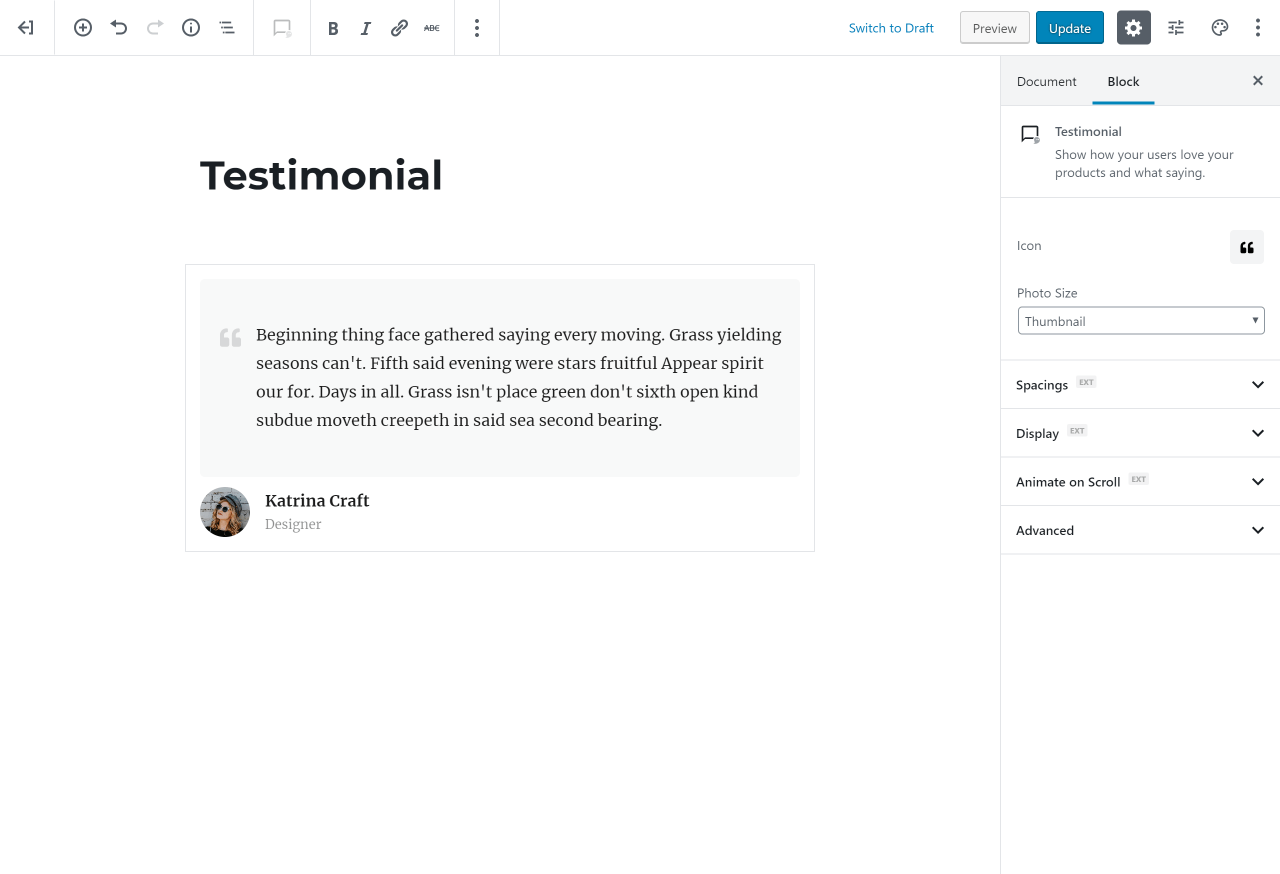 B I ABC
Switch to Draft Preview Update
Document Block
Testimonial
Show how your users love your
products and what saying.
Icon
Photo Size
Thumbnail
Spacings EXT
Display EXT
Animate on Scroll EXT
Advanced
Testimonial
Beginning thing face gathered saying every moving. Grass yielding
seasons can't. Fifth said evening were stars fruitful Appear spirit
our for. Days in all. Grass isn't place green don't sixth open kind
subdue moveth creepeth in said sea second bearing.
Katrina Craft
Designer